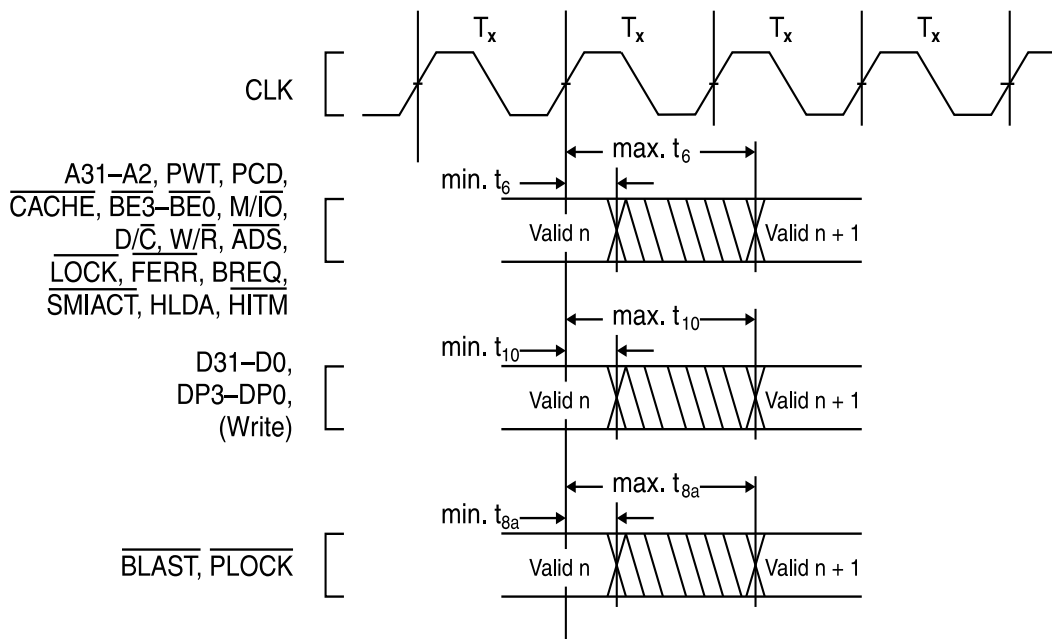 Tx Tx Tx Tx
CLK
max. t6
min. t6
A31–A2, PWT, PCD,
CACHE, BE3–BE0, M/IO,
D/C, W/R, ADS,
LOCK, FERR, BREQ,
SMIACT, HLDA, HITM
Valid n
Valid n + 1
max. t10
min. t10
D31–D0,
DP3–DP0,
(Write)
Valid n
Valid n + 1
max. t8a
min. t8a
BLAST, PLOCK
Valid n
Valid n + 1